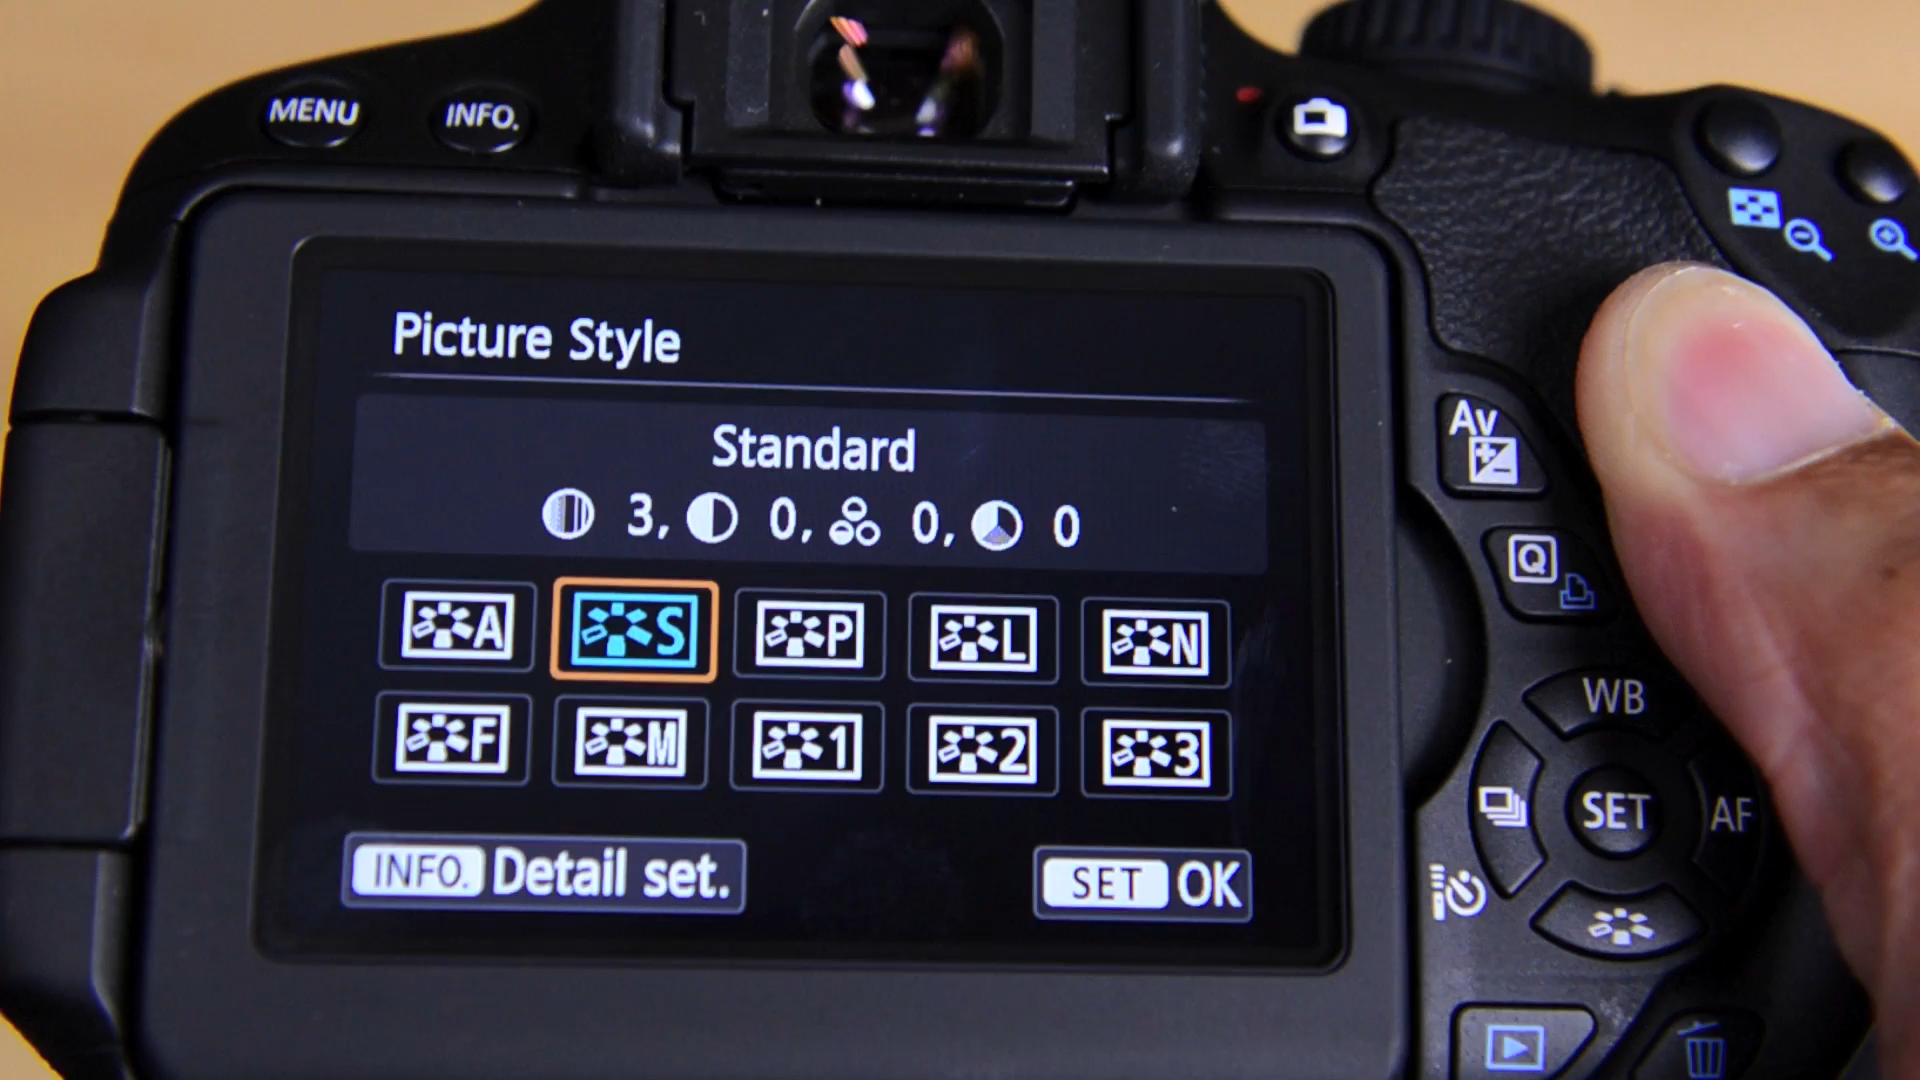 MENU INFO.
Picture Style
Standard
3, 0, 0, 0
A S P L N
F M 1 2 3
INFO. Detail set.
SET OK
Av
Q
WB
SET AF